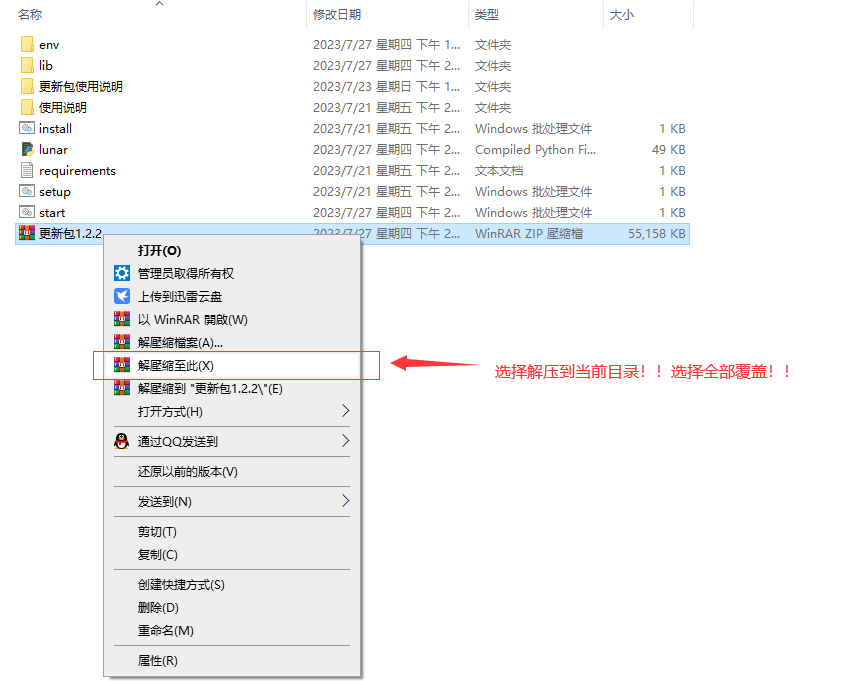 名称 修改日期 类型 大小
env 2023/7/27 星期四 下午 1... 文件夹
lib 2023/7/27 星期四 下午 2... 文件夹
更新包使用说明 2023/7/23 星期日 下午 1... 文件夹
使用说明 2023/7/21 星期五 下午 2... 文件夹
install 2023/7/21 星期五 下午 2... Windows 批处理文件 1 KB
lunar 2023/7/27 星期四 下午 2... Compiled Python Fi... 49 KB
requirements 2023/7/21 星期五 下午 2... 文本文档 1 KB
setup 2023/7/21 星期五 下午 2... Windows 批处理文件 1 KB
start 2023/7/27 星期四 下午 2... Windows 批处理文件 1 KB
更新包1.2.2 2023/7/27 星期四 下午 2... WinRAR ZIP 壓縮檔 55,158 KB
打开(O)
管理员取得所有权
上传到迅雷云盘
以 WinRAR 開啟(W)
解壓縮檔案(A)...
解壓缩至此(X)
解壓缩到 "更新包1.2.2\"(E)
打开方式(H)
通过QQ发送到
还原以前的版本(V)
发送到(N)
剪切(T)
复制(C)
创建快捷方式(S)
删除(D)
重命名(M)
属性(R)
选择解压到当前目录！！选择全部覆盖！！